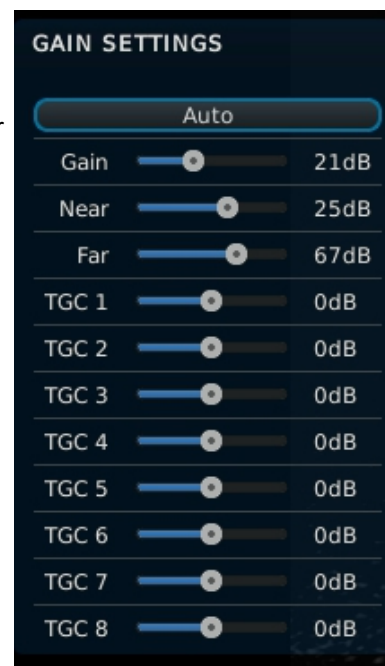 GAIN SETTINGS
Auto
Gain 21dB
Near 25dB
Far 67dB
TGC 1 0dB
TGC 2 0dB
TGC 3 0dB
TGC 4 0dB
TGC 5 0dB
TGC 6 0dB
TGC 7 0dB
TGC 8 0dB